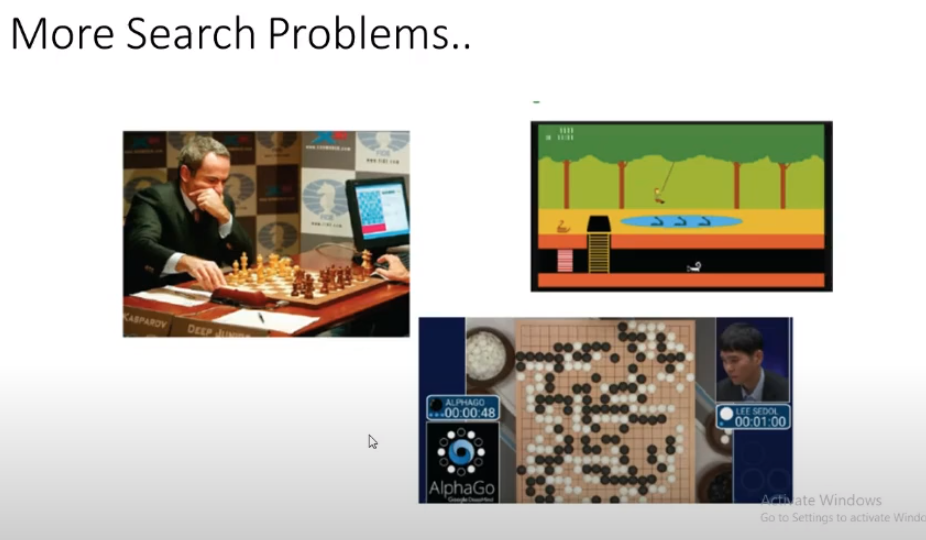 More Search Problems..
KASPAROV
DEEP JUNIOR
ALPHAGO
00:00:48
LEE SEDOL
00:01:00
AlphaGo
Google DeepMind
Activate Windows
Go to Settings to activate Windo